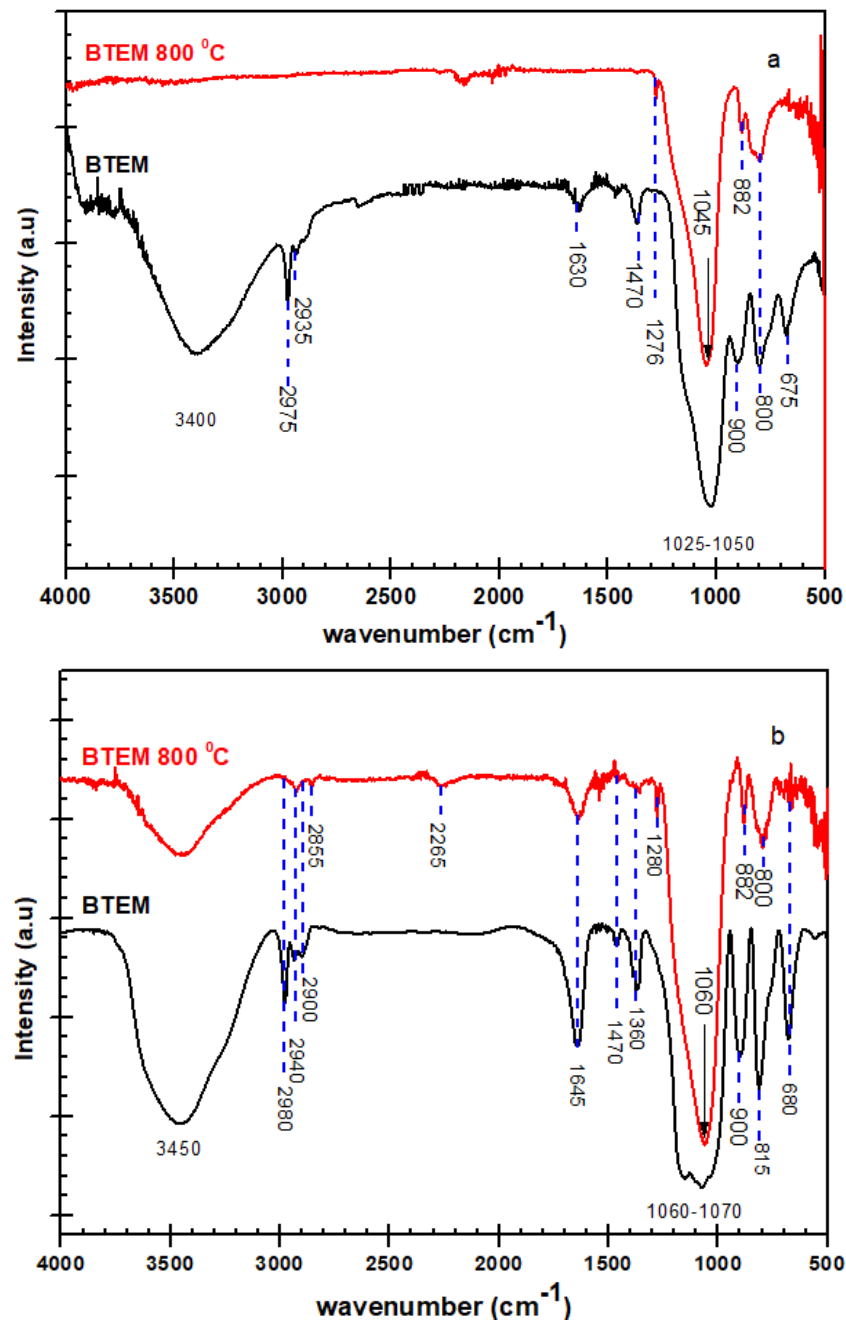 BTEM 800 ⁰C
a
BTEM
882
1045
1630
1470
1276
2935
2975
3400
900
800
675
1025-1050
Intensity (a.u)
4000 3500 3000 2500 2000 1500 1000 500
wavenumber (cm⁻¹)
b
BTEM 800 ⁰C
2855
2265
1280
882
800
BTEM
2900
2940
2980
1645
1470
1360
1060
900
815
680
3450
1060-1070
Intensity (a.u)
4000 3500 3000 2500 2000 1500 1000 500
wavenumber (cm⁻¹)